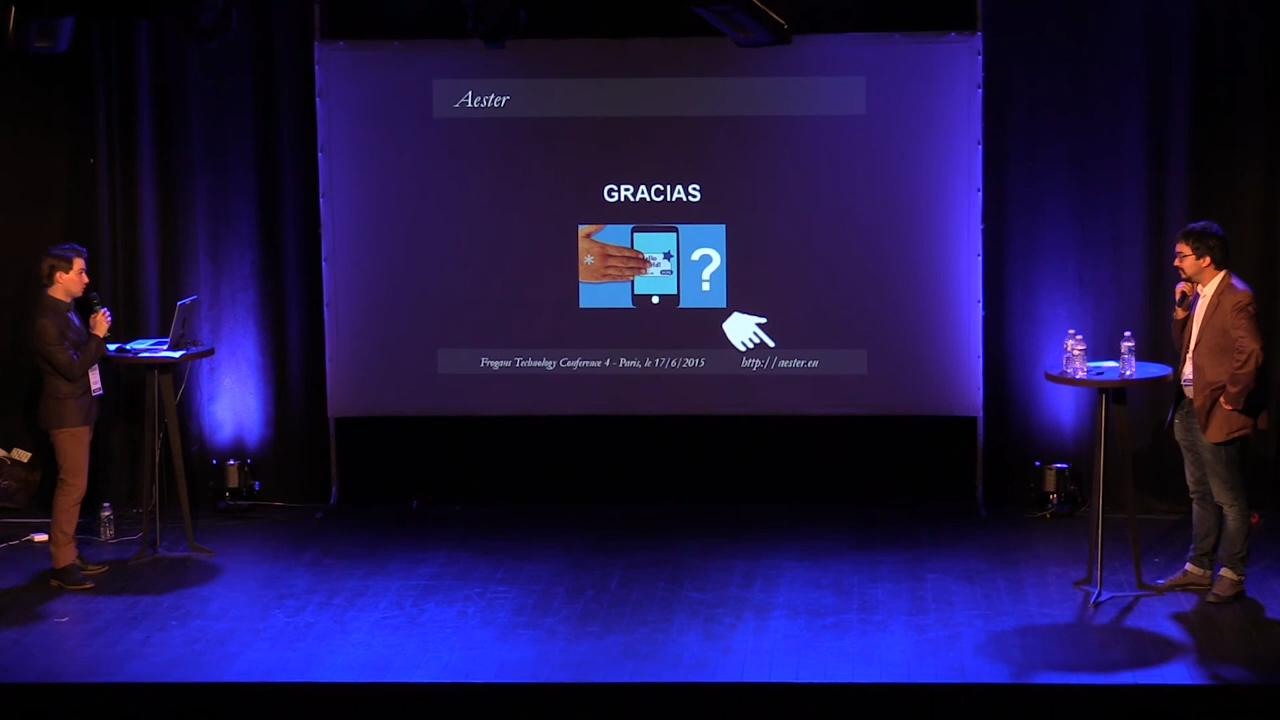 Aester
GRACIAS
*
?
Frogans Technology Conference 4 - Paris, le 17/6/2015
http://aester.eu